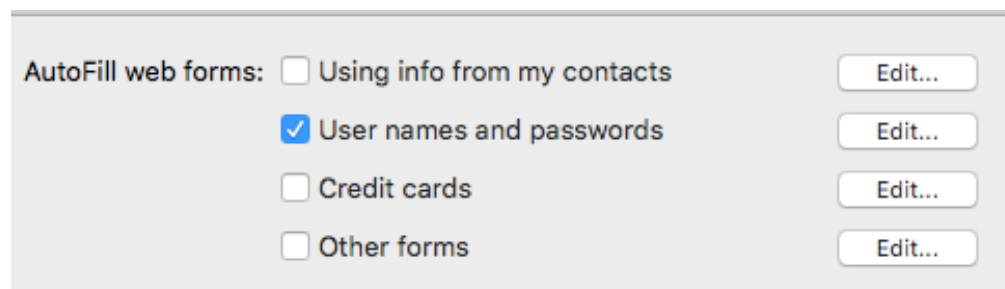 AutoFill web forms: Using info from my contacts Edit...
User names and passwords Edit...
Credit cards Edit...
Other forms Edit...